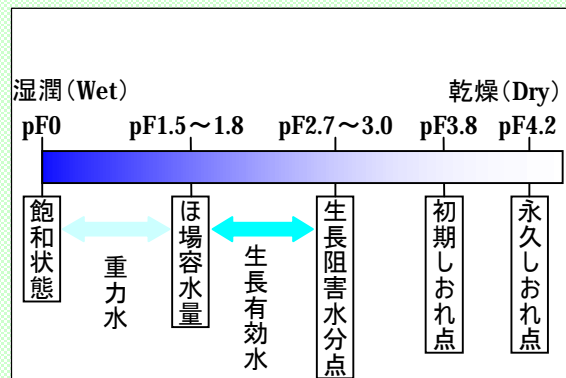 湿潤（Wet）
乾燥（Dry）
pF0
pF1.5～1.8
pF2.7～3.0
pF3.8
pF4.2
飽和状態
重力水
ほ場容水量
生長有効水
生長阻害水分点
初期しおれ点
永久しおれ点